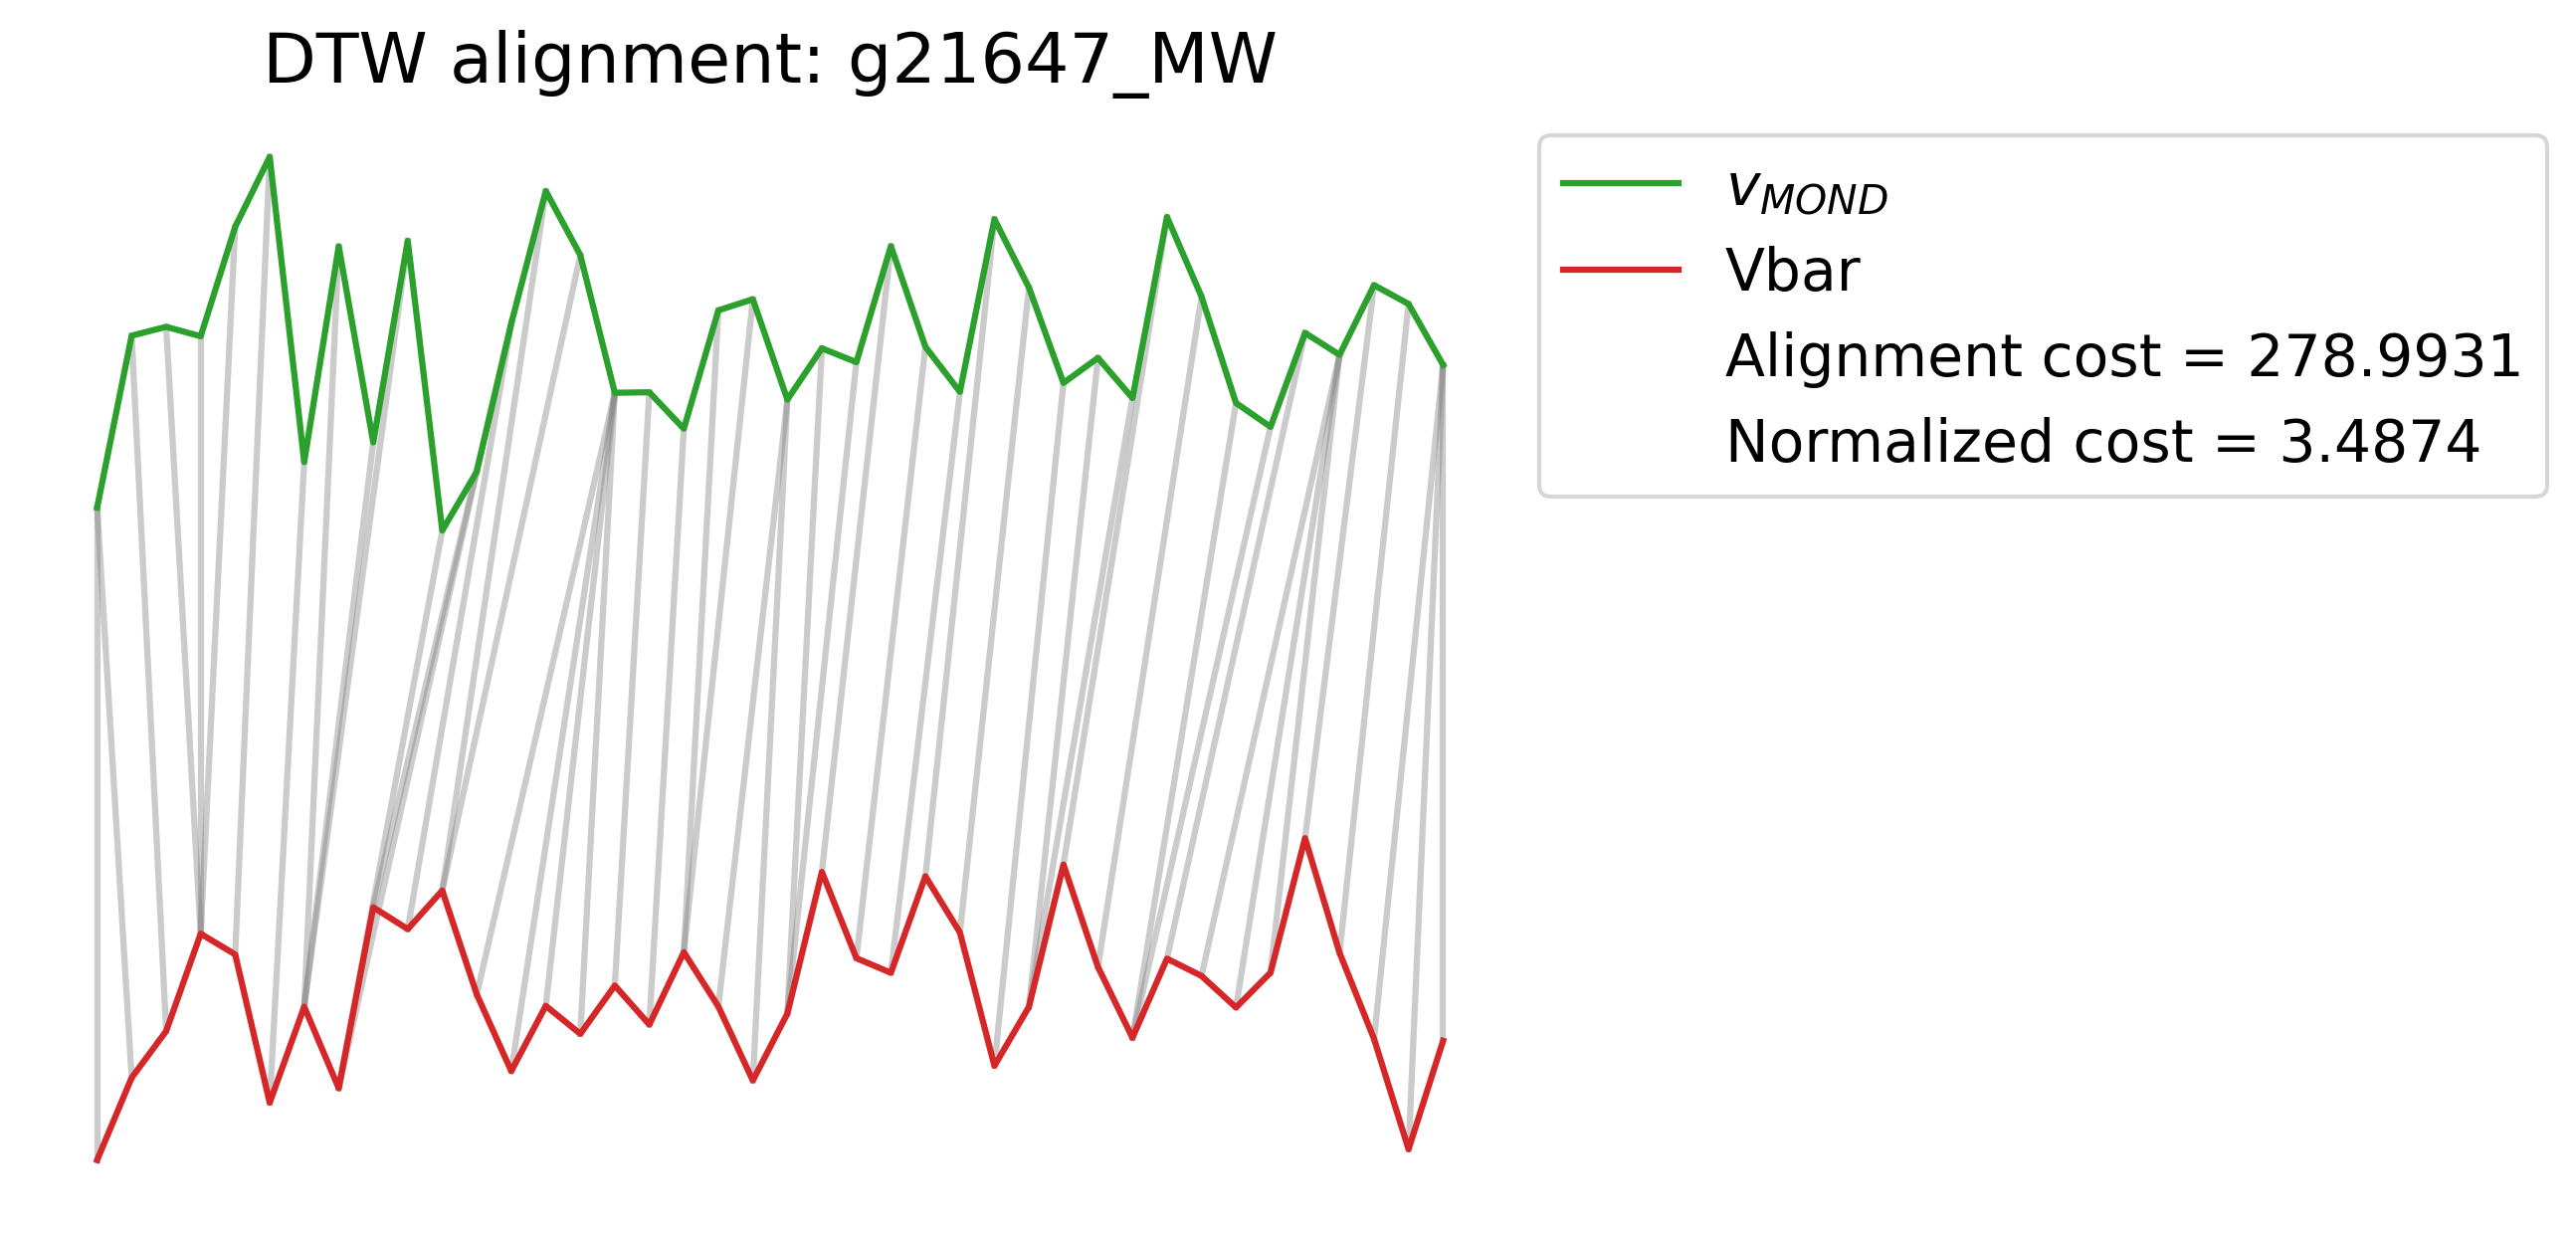 DTW alignment: g21647_MW
v_MOND
Vbar
Alignment cost = 278.9931
Normalized cost = 3.4874